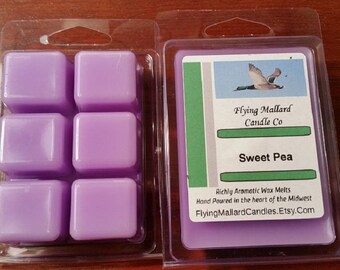 Flying Mallard
Candle Co
Sweet Pea
Richly Aromatic Wax Melts
Hand Poured in the heart of the Midwest
FlyingMallardCandles.Etsy.Com